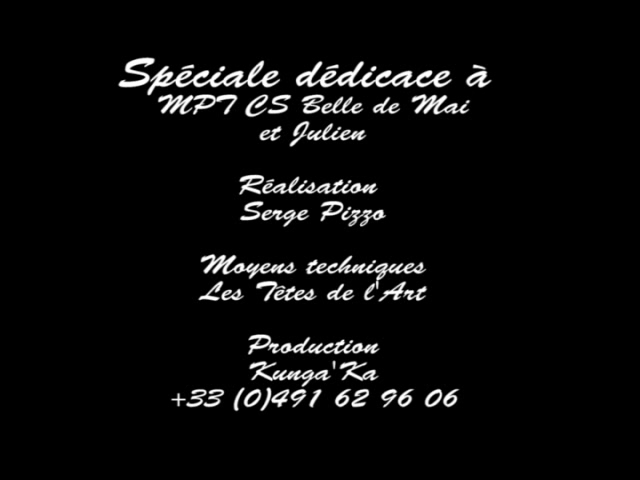 Spéciale dédicace à
MPT CS Belle de Mai
et Julien
Réalisation
Serge Pizzo
Moyens techniques
Les Têtes de l'Art
Production
Kunga'Ka
+33 (0)491 62 96 06